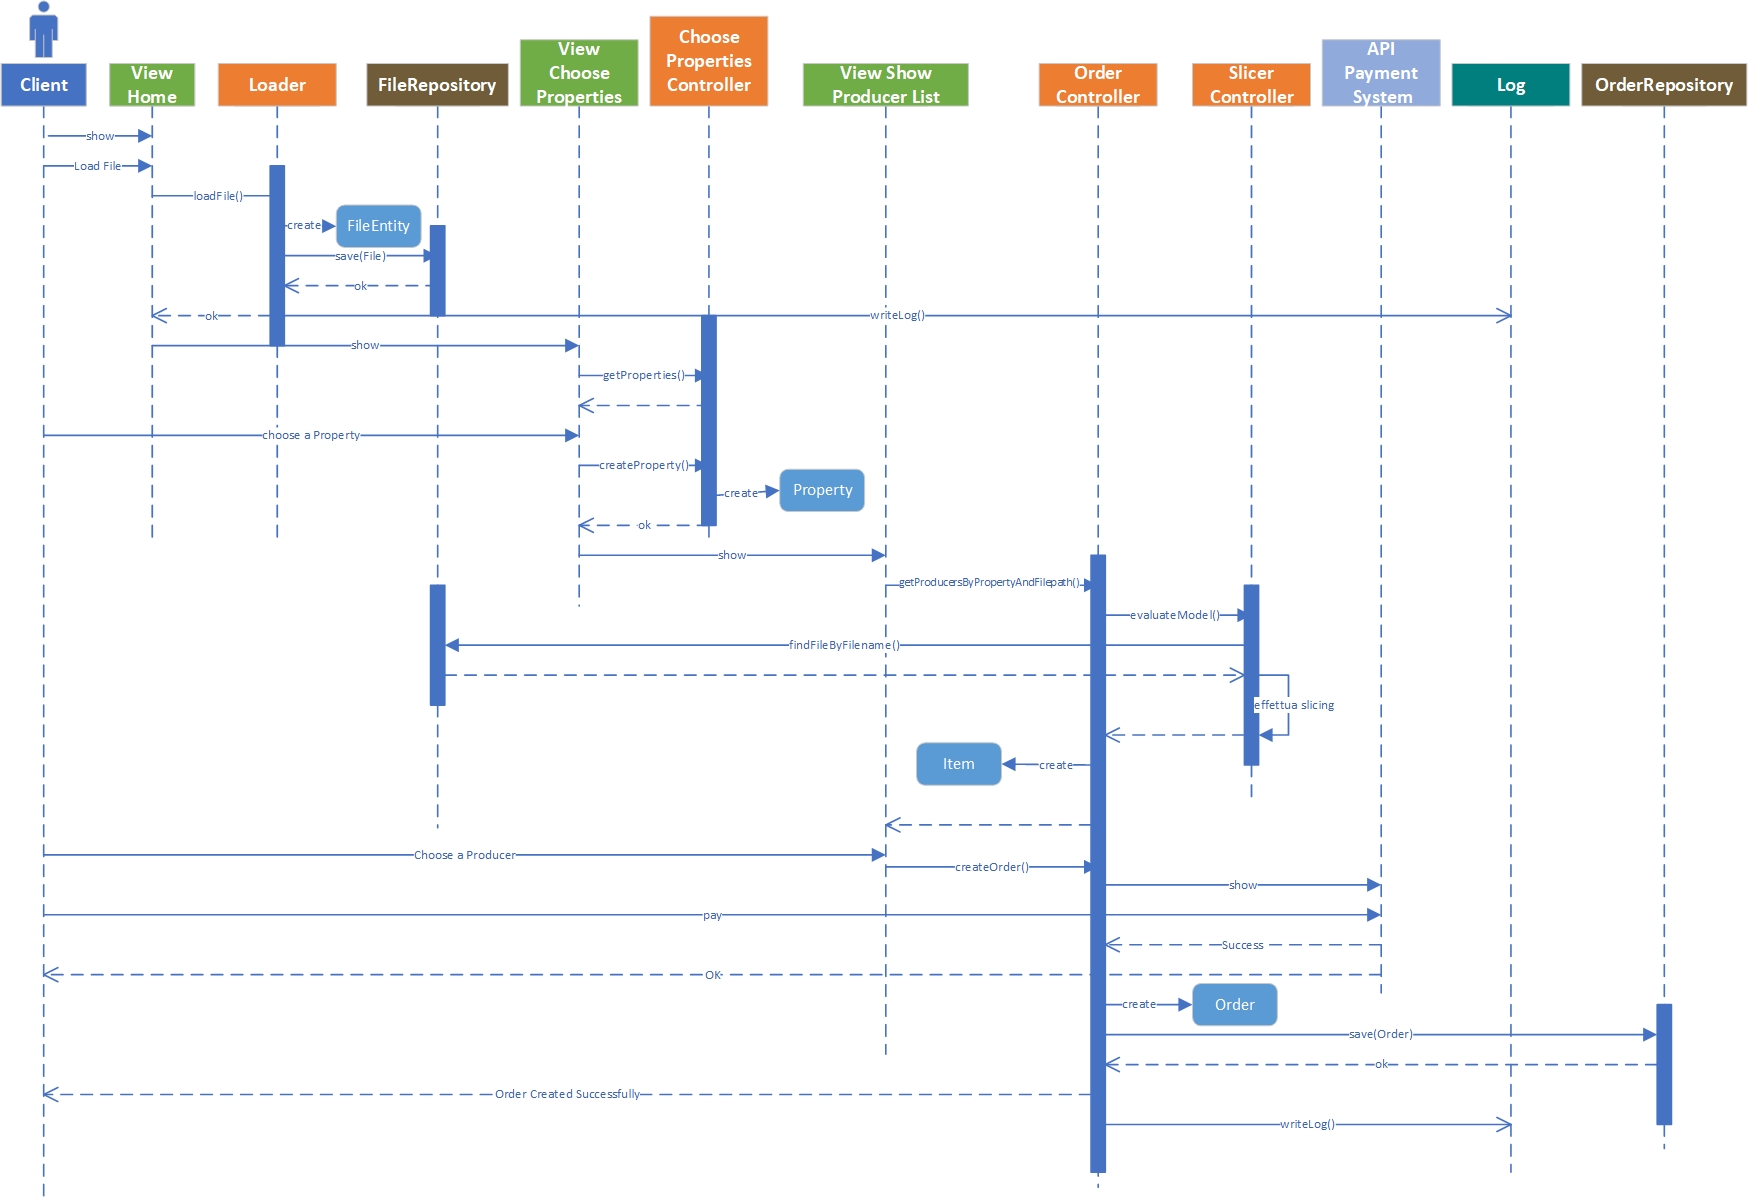 Client
View
Home
Loader
FileRepository
View
Choose
Properties
Choose
Properties
Controller
View Show
Producer List
Order
Controller
Slicer
Controller
API
Payment
System
Log
OrderRepository
show
Load File
loadFile()
create
FileEntity
save(File)
ok
ok
writeLog()
show
getProperties()
choose a Property
createProperty()
create
Property
ok
show
getProducersByPropertyAndFilepath()
evaluateModel()
findFileByFilename()
effettua slicing
Item
create
Choose a Producer
createOrder()
show
pay
Success
OK
create
Order
save(Order)
ok
Order Created Successfully
writeLog()